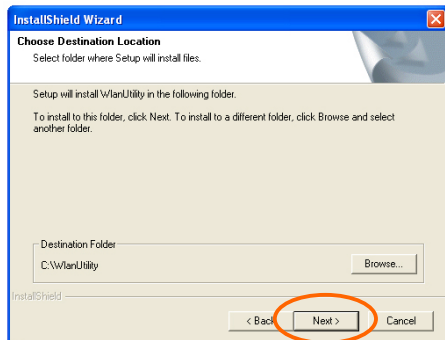 InstallShield Wizard
Choose Destination Location
Select folder where Setup will install files.
Setup will install WlanUtility in the following folder.
To install to this folder, click Next. To install to a different folder, click Browse and select
another folder.
Destination Folder
C:\WlanUtility
Browse...
InstallShield
< Back
Next >
Cancel